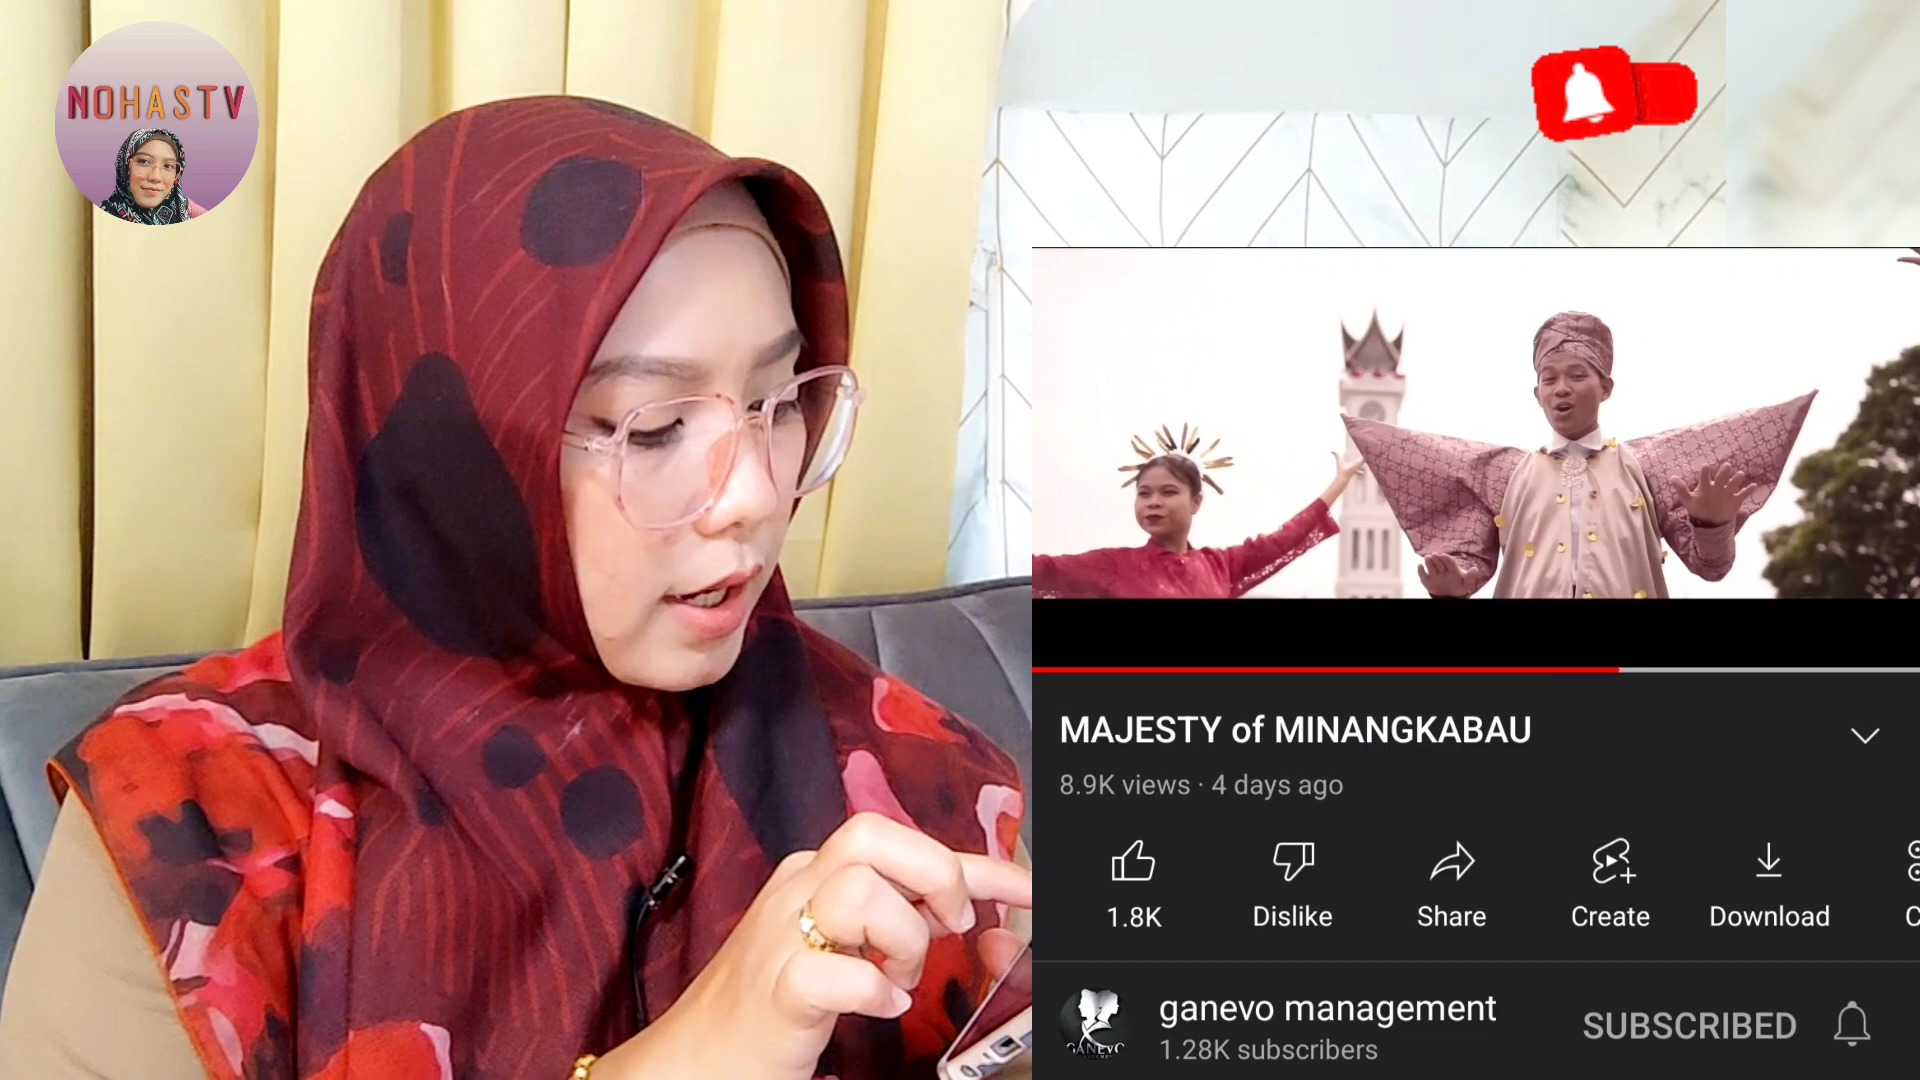 NOHASTV
MAJESTY of MINANGKABAU
8.9K views · 4 days ago
1.8K
Dislike
Share
Create
Download
C
ganevo management
1.28K subscribers
SUBSCRIBED
GANEVO